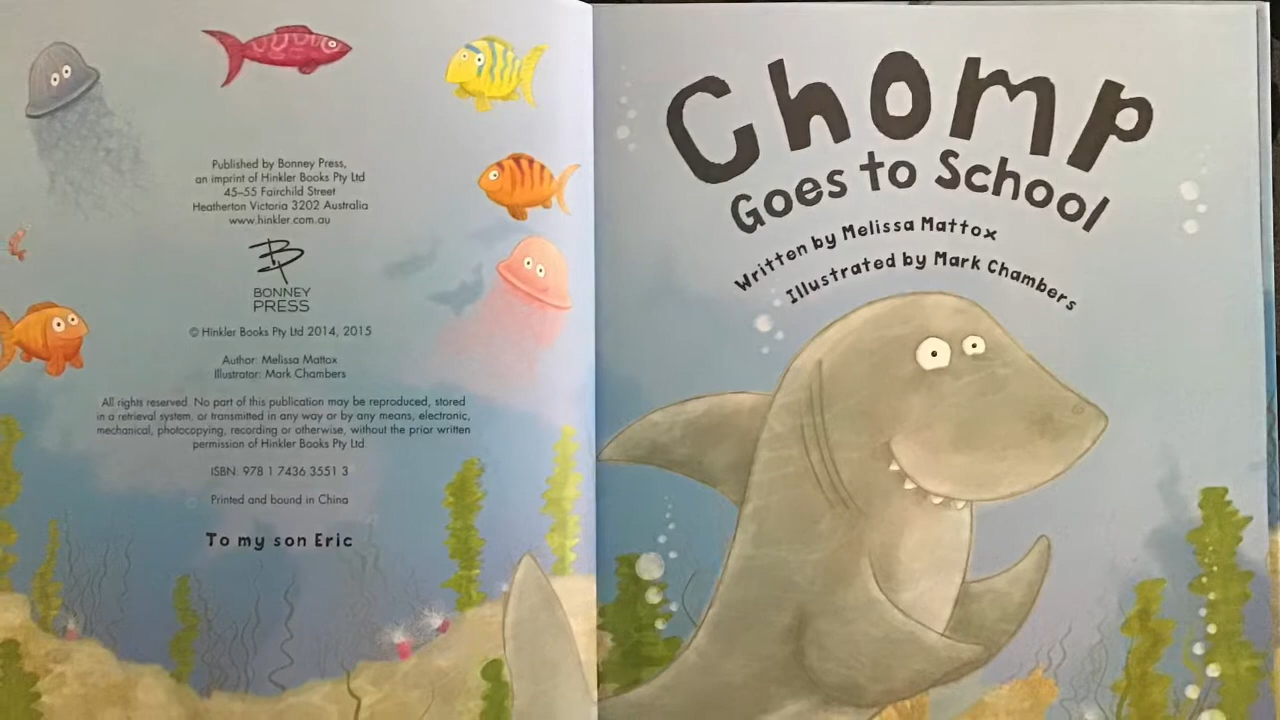 Published by Bonney Press,
an imprint of Hinkler Books Pty Ltd
45–55 Fairchild Street
Heatherton Victoria 3202 Australia
www.hinkler.com.au
BP
BONNEY
PRESS
© Hinkler Books Pty Ltd 2014, 2015
Author: Melissa Mattox
Illustrator: Mark Chambers
All rights reserved. No part of this publication may be reproduced, stored
in a retrieval system, or transmitted in any way or by any means, electronic,
mechanical, photocopying, recording or otherwise, without the prior written
permission of Hinkler Books Pty Ltd
ISBN: 978 1 7436 3551 3
Printed and bound in China
To my son Eric
Chomp
Goes to School
Written by Melissa Mattox
Illustrated by Mark Chambers